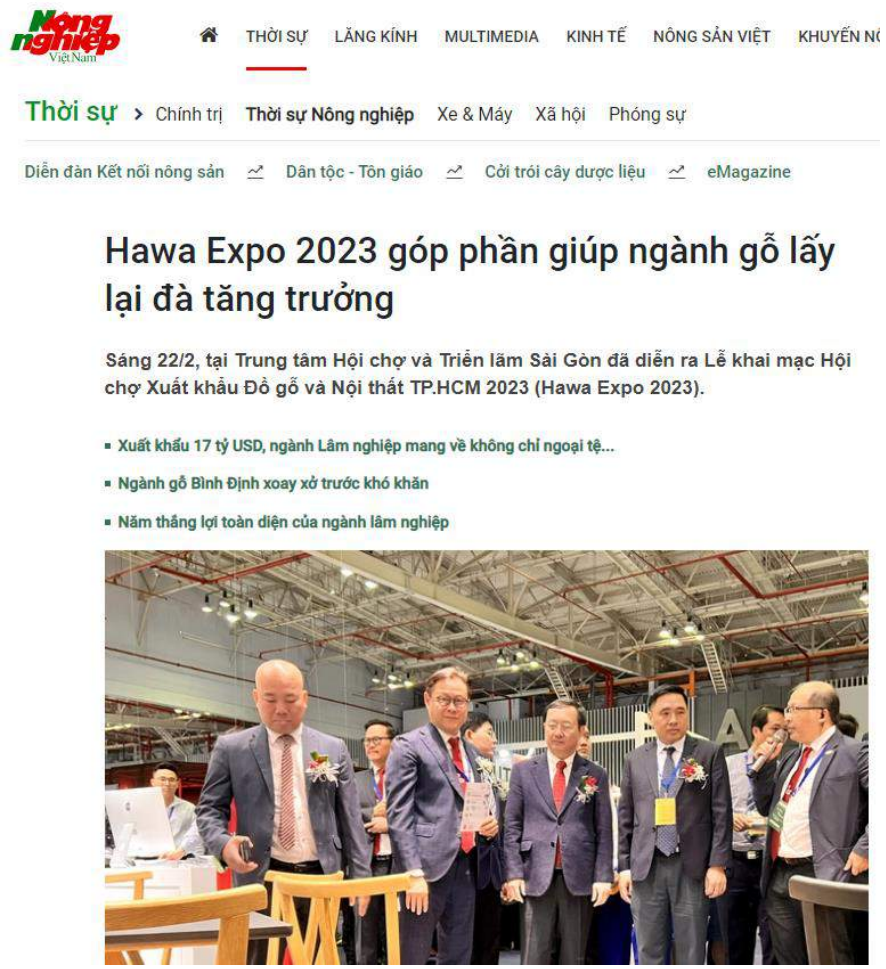 Nông
nghiệp
Việt Nam
THỜI SỰ LĂNG KÍNH MULTIMEDIA KINH TẾ NÔNG SẢN VIỆT KHUYẾN
Thời sự > Chính trị Thời sự Nông nghiệp Xe & Máy Xã hội Phóng sự
Diễn đàn Kết nối nông sản Dân tộc - Tôn giáo Cởi trói cây dược liệu eMagazine
Hawa Expo 2023 góp phần giúp ngành gỗ lấy
lại đà tăng trưởng
Sáng 22/2, tại Trung tâm Hội chợ và Triển lãm Sài Gòn đã diễn ra Lễ khai mạc Hội
chợ Xuất khẩu Đồ gỗ và Nội thất TP.HCM 2023 (Hawa Expo 2023).
▪ Xuất khẩu 17 tỷ USD, ngành Lâm nghiệp mang về không chỉ ngoại tệ...
▪ Ngành gỗ Bình Định xoay xở trước khó khăn
▪ Năm thắng lợi toàn diện của ngành lâm nghiệp